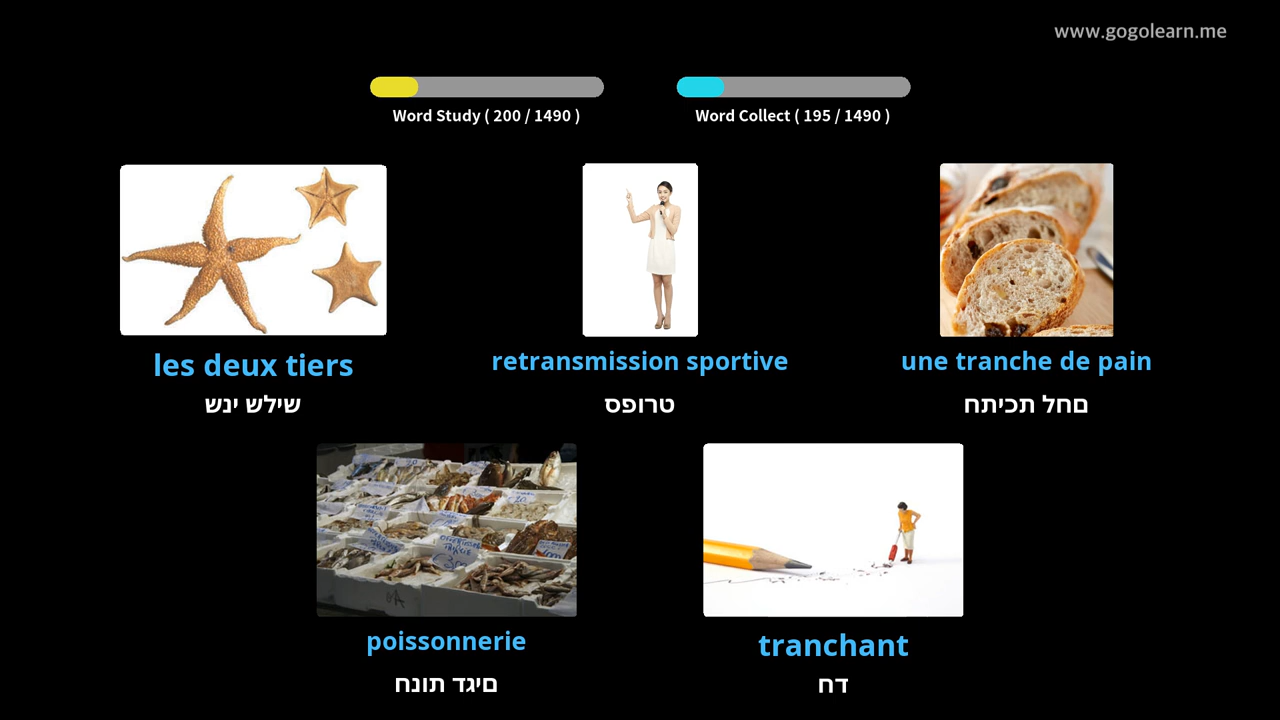 www.gogolearn.me
Word Study ( 200 / 1490 )
Word Collect ( 195 / 1490 )
les deux tiers
retransmission sportive
une tranche de pain
שילש ינש
טרופס
םחל תכיתח
poissonnerie
tranchant
םיגד תונח
דח